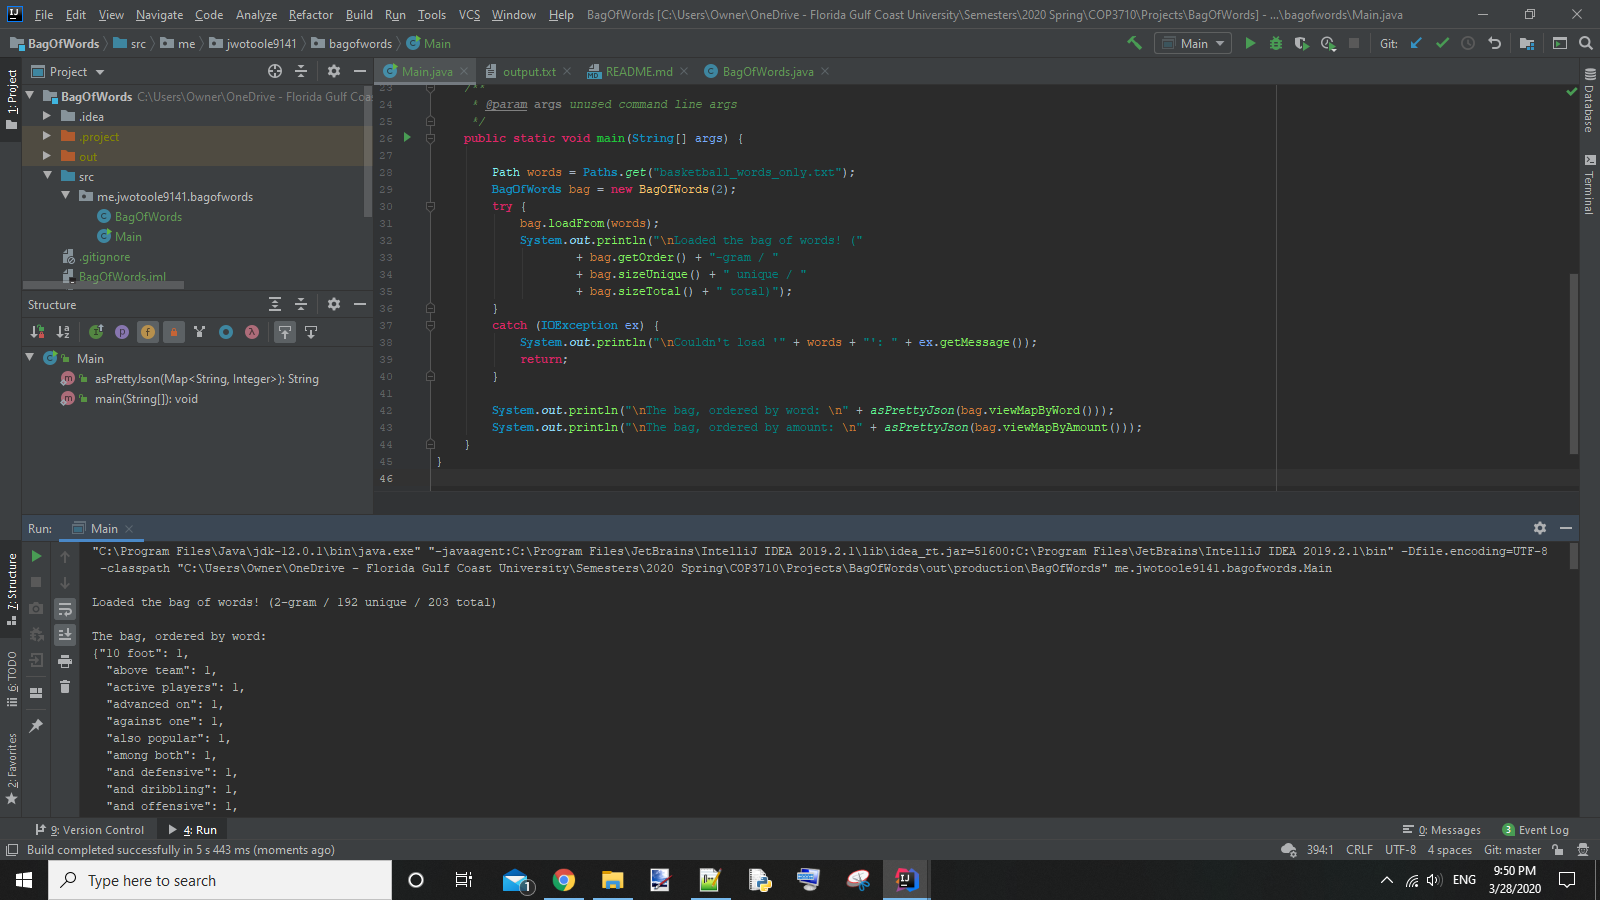 File Edit View Navigate Code Analyze Refactor Build Run Tools VCS Window Help BagOfWords [C:\Users\Owner\OneDrive - Florida Gulf Coast University\Semesters\2020 Spring\COP3710\Projects\BagOfWords] - ...\bagofwords\Main.java
BagOfWords src me jwotoole9141 bagofwords Main
Main Git:
1: Project
Project
Main.java output.txt README.md BagOfWords.java
BagOfWords C:\Users\Owner\OneDrive - Florida Gulf Coa
.idea
.project
out
src
me.jwotoole9141.bagofwords
BagOfWords
Main
.gitignore
BagOfWords.iml
Structure
Main
asPrettyJson(Map<String, Integer>): String
main(String[]): void
23 /**
24 * @param args unused command line args
25 */
26 public static void main(String[] args) {
27
28 Path words = Paths.get("basketball_words_only.txt");
29 BagOfWords bag = new BagOfWords(2);
30 try {
31 bag.loadFrom(words);
32 System.out.println("\nLoaded the bag of words! ("
33 + bag.getOrder() + "-gram / "
34 + bag.sizeUnique() + " unique / "
35 + bag.sizeTotal() + " total)");
36 }
37 catch (IOException ex) {
38 System.out.println("\nCouldn't load '" + words + "': " + ex.getMessage());
39 return;
40 }
41
42 System.out.println("\nThe bag, ordered by word: \n" + asPrettyJson(bag.viewMapByWord()));
43 System.out.println("\nThe bag, ordered by amount: \n" + asPrettyJson(bag.viewMapByAmount()));
44 }
45 }
46
Database
Terminal
Run: Main
7: Structure
6: TODO
2: Favorites
"C:\Program Files\Java\jdk-12.0.1\bin\java.exe" "-javaagent:C:\Program Files\JetBrains\IntelliJ IDEA 2019.2.1\lib\idea_rt.jar=51600:C:\Program Files\JetBrains\IntelliJ IDEA 2019.2.1\bin" -Dfile.encoding=UTF-8
-classpath "C:\Users\Owner\OneDrive - Florida Gulf Coast University\Semesters\2020 Spring\COP3710\Projects\BagOfWords\out\production\BagOfWords" me.jwotoole9141.bagofwords.Main
Loaded the bag of words! (2-gram / 192 unique / 203 total)
The bag, ordered by word:
{"10 foot": 1,
"above team": 1,
"active players": 1,
"advanced on": 1,
"against one": 1,
"also popular": 1,
"among both": 1,
"and defensive": 1,
"and dribbling": 1,
"and offensive": 1,
9: Version Control 4: Run 0: Messages 3 Event Log
Build completed successfully in 5 s 443 ms (moments ago) 394:1 CRLF UTF-8 4 spaces Git: master
Type here to search 1 ENG 9:50 PM
3/28/2020